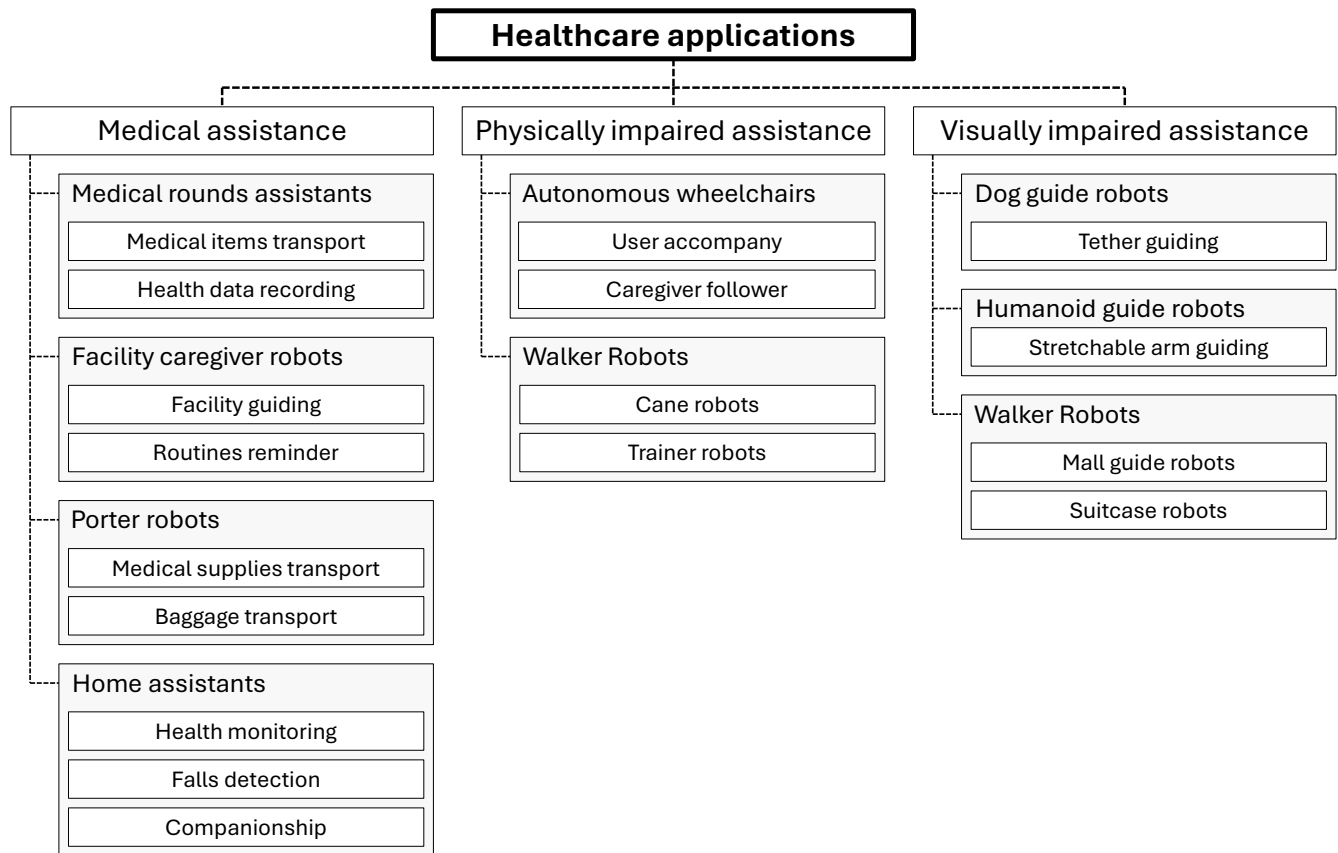 Healthcare applications
Medical assistance
Medical rounds assistants
Medical items transport
Health data recording
Facility caregiver robots
Facility guiding
Routines reminder
Porter robots
Medical supplies transport
Baggage transport
Home assistants
Health monitoring
Falls detection
Companionship
Physically impaired assistance
Autonomous wheelchairs
User accompany
Caregiver follower
Walker Robots
Cane robots
Trainer robots
Visually impaired assistance
Dog guide robots
Tether guiding
Humanoid guide robots
Stretchable arm guiding
Walker Robots
Mall guide robots
Suitcase robots